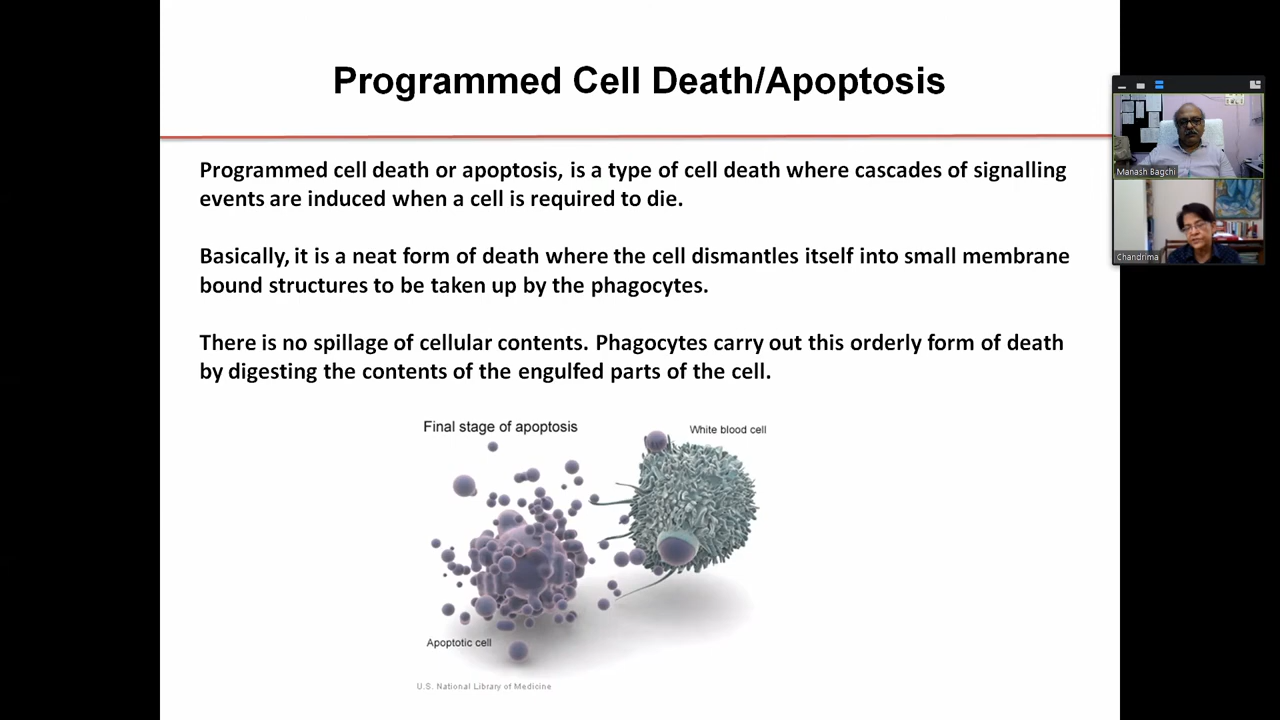 Programmed Cell Death/Apoptosis
Programmed cell death or apoptosis, is a type of cell death where cascades of signalling
events are induced when a cell is required to die.
Basically, it is a neat form of death where the cell dismantles itself into small membrane
bound structures to be taken up by the phagocytes.
There is no spillage of cellular contents. Phagocytes carry out this orderly form of death
by digesting the contents of the engulfed parts of the cell.
Final stage of apoptosis
White blood cell
Apoptotic cell
U.S. National Library of Medicine
Manash Bagchi
Chandrima